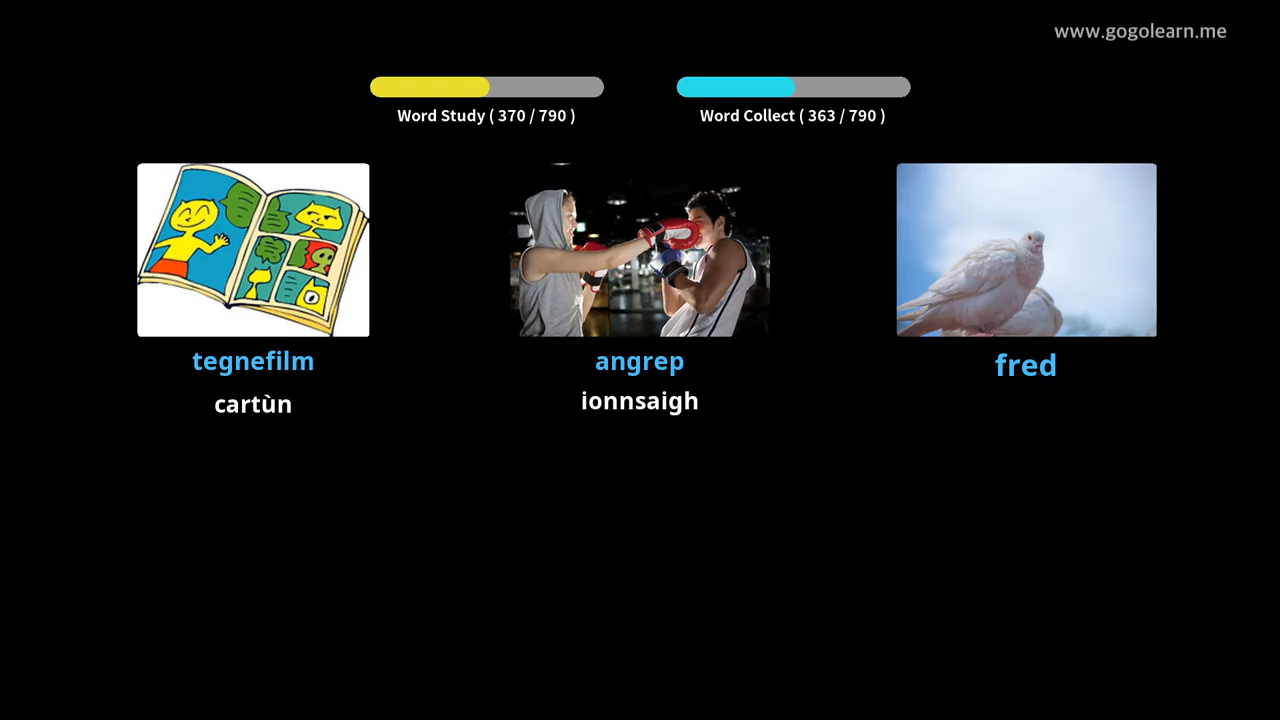 www.gogolearn.me
Word Study ( 370 / 790 )
Word Collect ( 363 / 790 )
tegnefilm
angrep
fred
cartùn
ionnsaigh